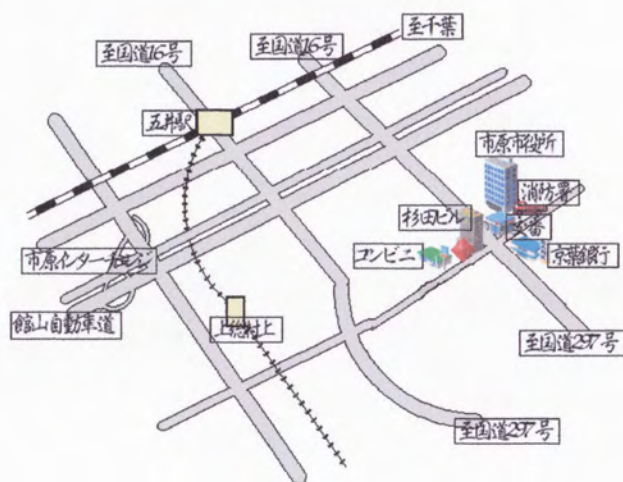 至千葉
至国道16号
至国道16号
五井駅
市原市役所
消防署
杉田ビル
交番
コンビニ
京葉銀行
市原インターチェンジ
館山自動車道
上総村上
至国道297号
至国道297号